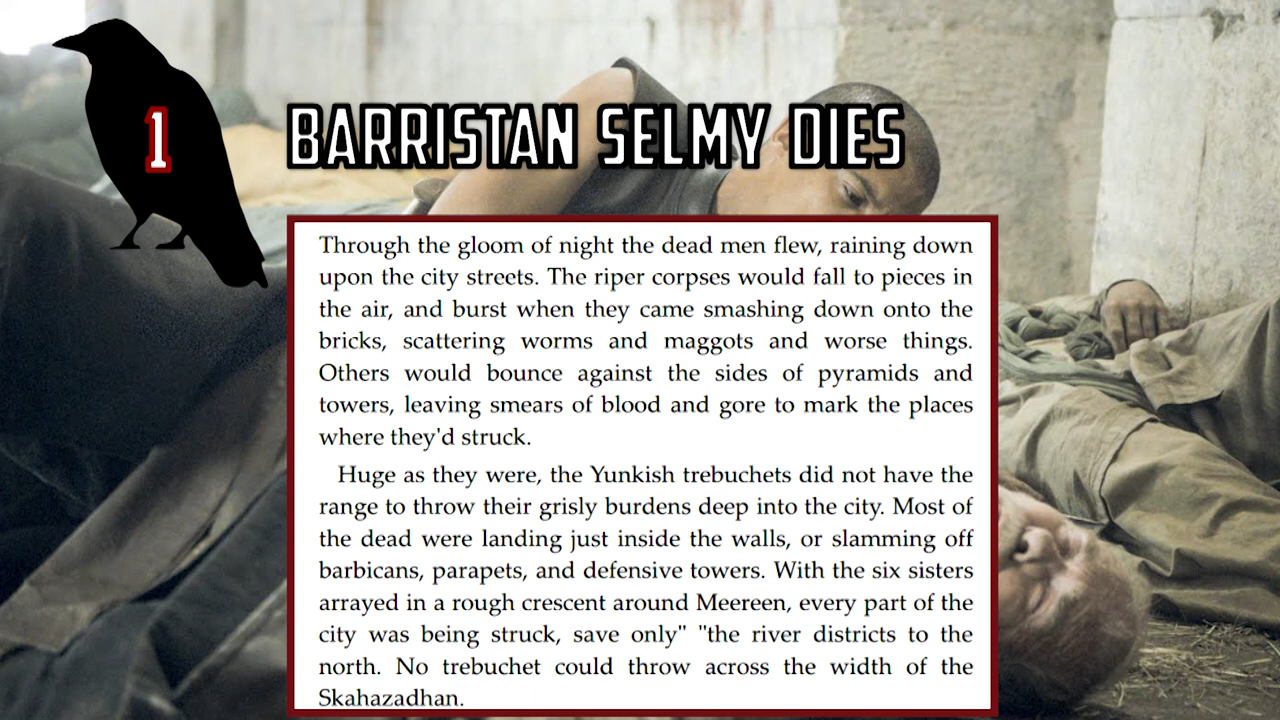 1
BARRISTAN SELMY DIES
Through the gloom of night the dead men flew, raining down
upon the city streets. The riper corpses would fall to pieces in
the air, and burst when they came smashing down onto the
bricks, scattering worms and maggots and worse things.
Others would bounce against the sides of pyramids and
towers, leaving smears of blood and gore to mark the places
where they'd struck.
Huge as they were, the Yunkish trebuchets did not have the
range to throw their grisly burdens deep into the city. Most of
the dead were landing just inside the walls, or slamming off
barbicans, parapets, and defensive towers. With the six sisters
arrayed in a rough crescent around Meereen, every part of the
city was being struck, save only" "the river districts to the
north. No trebuchet could throw across the width of the
Skahazadhan.